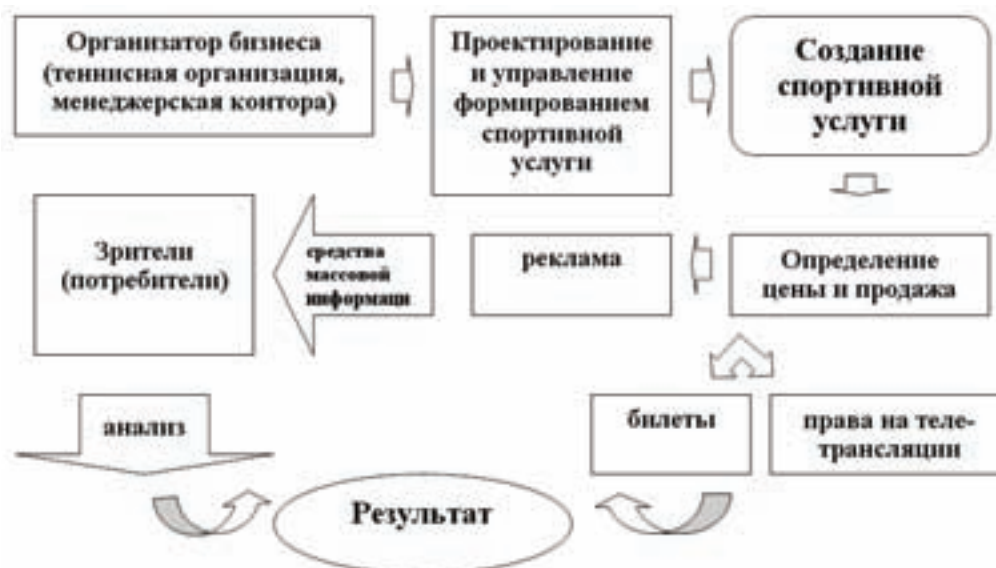 Организатор бизнеса
(теннисная организация,
менеджерская контора)
Проектирование
и управление
формированием
спортивной
услуги
Создание
спортивной
услуги
Зрители
(потребители)
средства
массовой
информаци
реклама
Определение
цены и продажа
анализ
билеты
права на теле-
трансляции
Результат